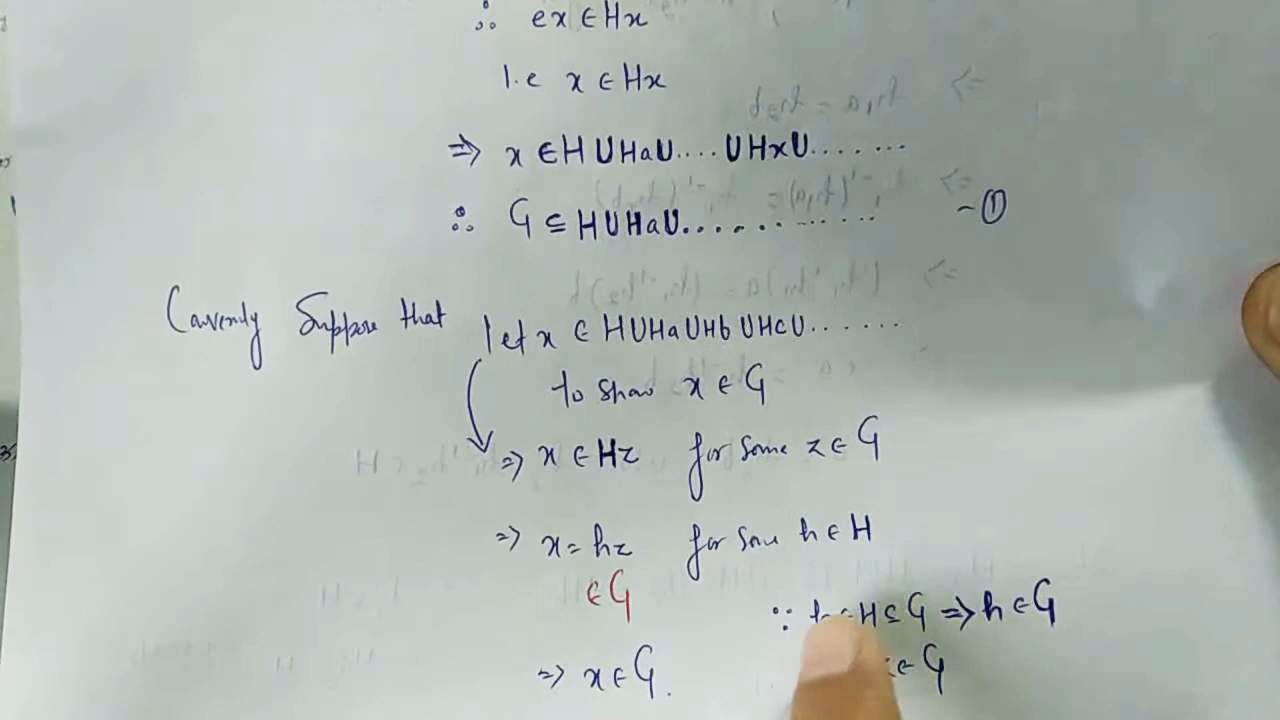 ∴ ex ∈ Hx
I.e x ∈ Hx
⇒ x ∈ H U Ha U .... U Hx U .......
∴ G ⊆ H U Ha U .......... - ①
Suppose that let x ∈ H U Ha U Hb U Hc U ......
to show x ∈ G
⇒ x ∈ Hz for some z ∈ G
⇒ x = hz for some h ∈ H
∈ G
∵ H ⊆ G ⇒ h ∈ G
⇒ x ∈ G. ∈ G